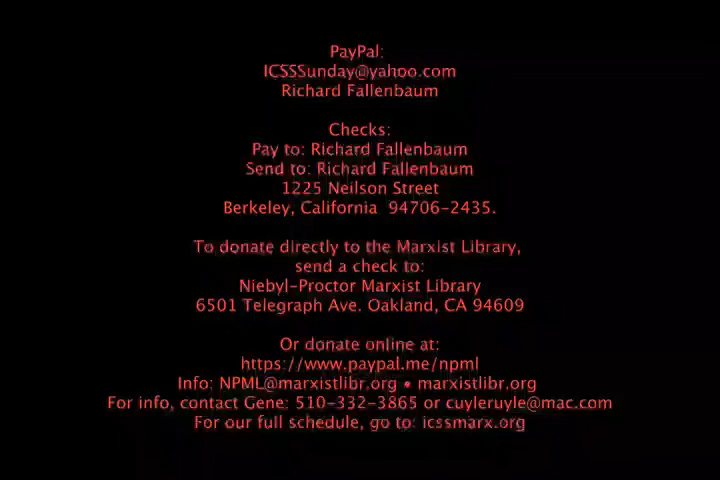 PayPal:
ICSSSunday@yahoo.com
Richard Fallenbaum
Checks:
Pay to: Richard Fallenbaum
Send to: Richard Fallenbaum
1225 Neilson Street
Berkeley, California  94706-2435.
To donate directly to the Marxist Library,
send a check to:
Niebyl-Proctor Marxist Library
6501 Telegraph Ave. Oakland, CA 94609
Or donate online at:
https://www.paypal.me/npml
Info: NPML@marxistlibr.org • marxistlibr.org
For info, contact Gene: 510-332-3865 or cuyleruyle@mac.com
For our full schedule, go to: icssmarx.org